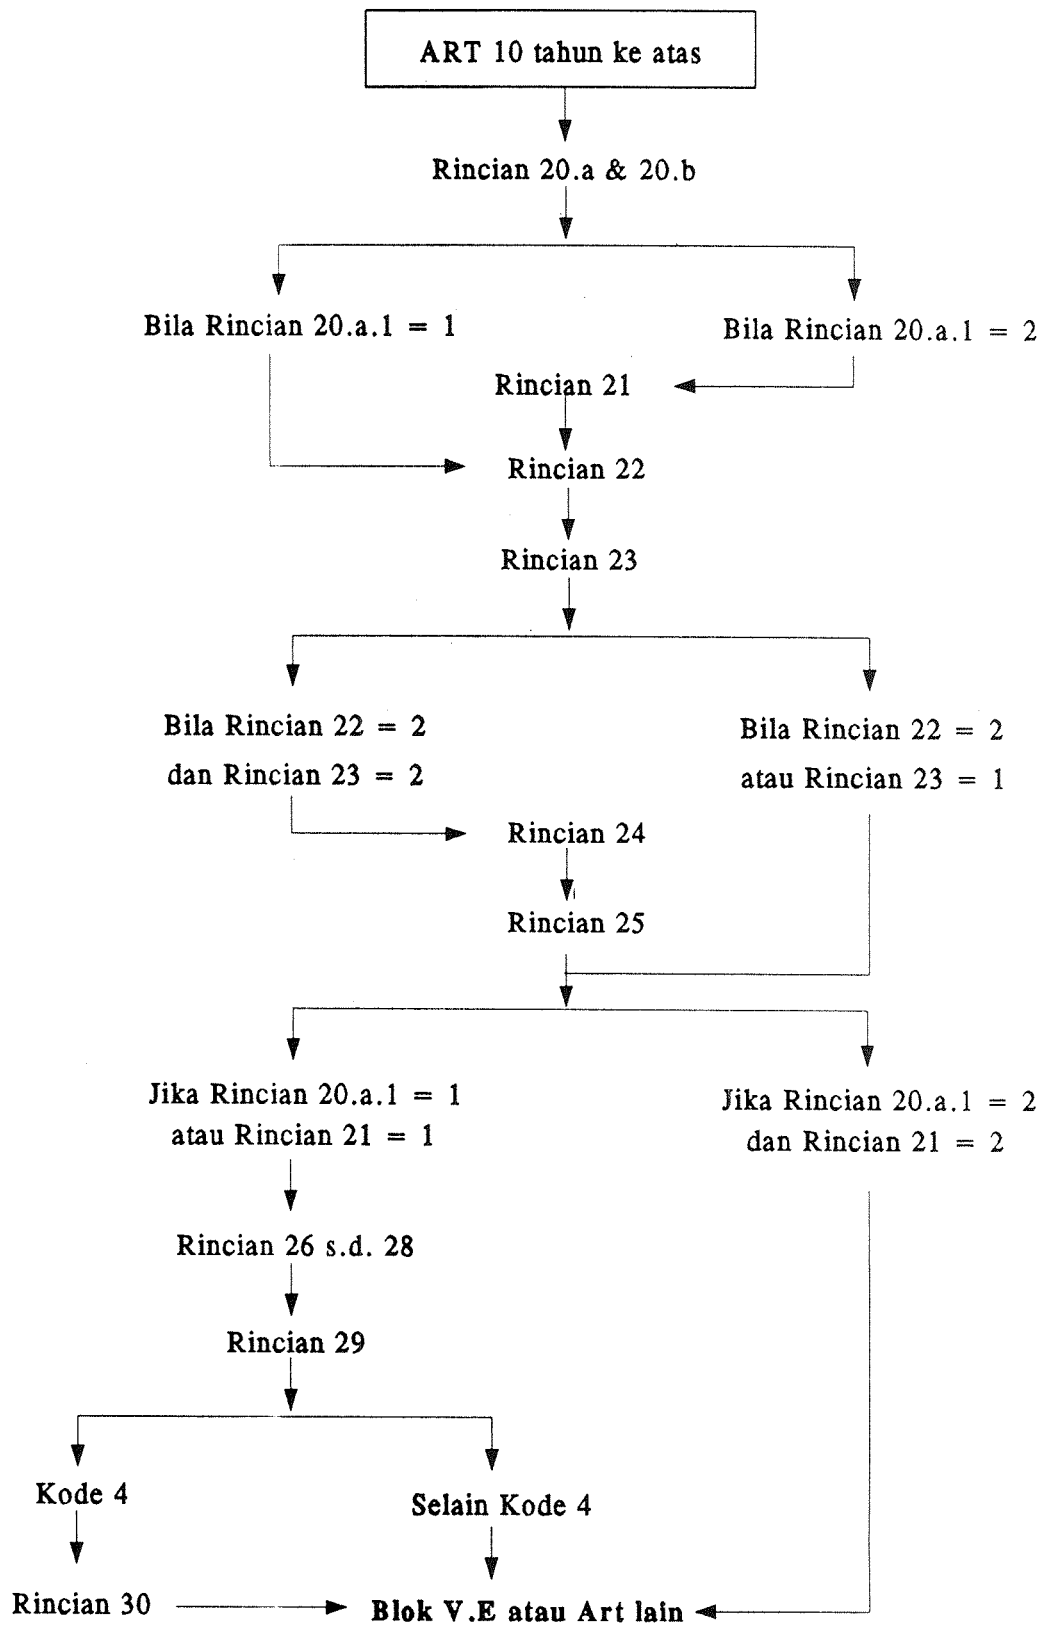 ART 10 tahun ke atas
Rincian 20.a & 20.b
Bila Rincian 20.a.1 = 1
Bila Rincian 20.a.1 = 2
Rincian 21
Rincian 22
Rincian 23
Bila Rincian 22 = 2
dan Rincian 23 = 2
Bila Rincian 22 = 2
atau Rincian 23 = 1
Rincian 24
Rincian 25
Jika Rincian 20.a.1 = 1
atau Rincian 21 = 1
Jika Rincian 20.a.1 = 2
dan Rincian 21 = 2
Rincian 26 s.d. 28
Rincian 29
Kode 4
Selain Kode 4
Rincian 30
Blok V.E atau Art lain